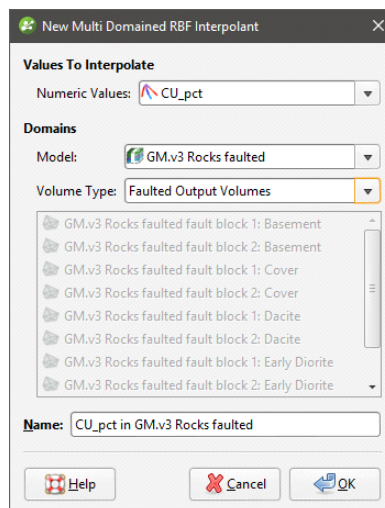 New Multi Domained RBF Interpolant
Values To Interpolate
Numeric Values: CU_pct
Domains
Model: GM.v3 Rocks faulted
Volume Type: Faulted Output Volumes
GM.v3 Rocks faulted fault block 1: Basement
GM.v3 Rocks faulted fault block 2: Basement
GM.v3 Rocks faulted fault block 1: Cover
GM.v3 Rocks faulted fault block 2: Cover
GM.v3 Rocks faulted fault block 1: Dacite
GM.v3 Rocks faulted fault block 2: Dacite
GM.v3 Rocks faulted fault block 1: Early Diorite
GM.v3 Rocks faulted fault block 2: Early Diorite
Name: CU_pct in GM.v3 Rocks faulted
Help Cancel OK